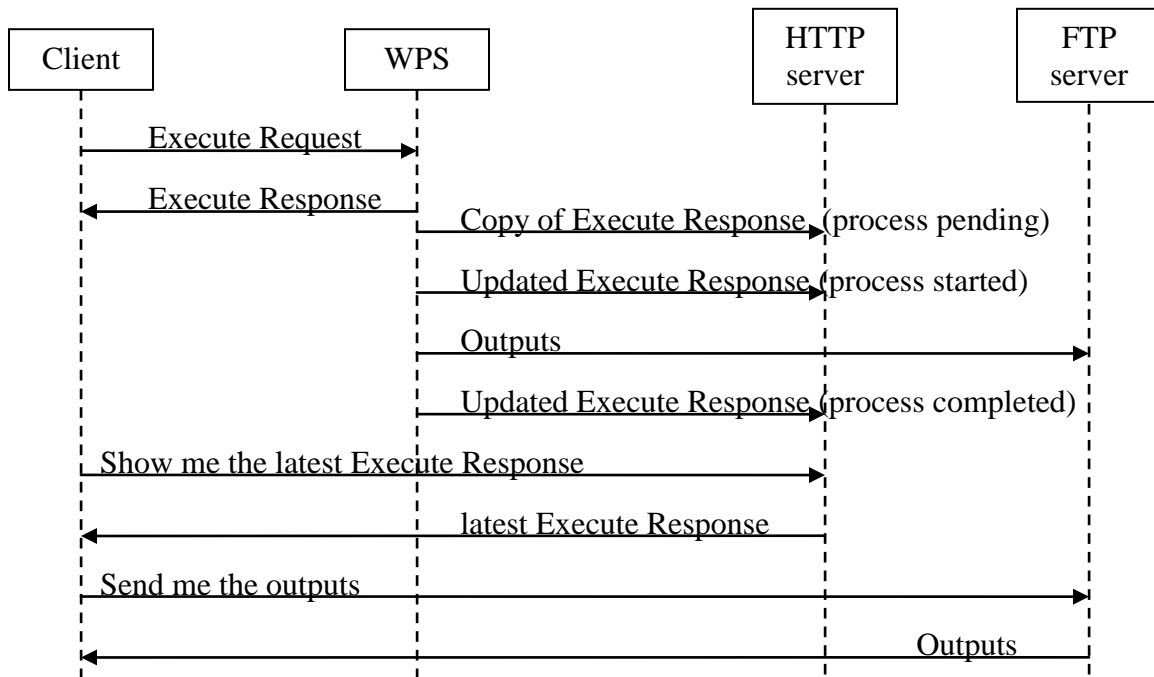 Client
WPS
HTTP
server
FTP
server
Execute Request
Execute Response
Copy of Execute Response (process pending)
Updated Execute Response (process started)
Outputs
Updated Execute Response (process completed)
Show me the latest Execute Response
latest Execute Response
Send me the outputs
Outputs